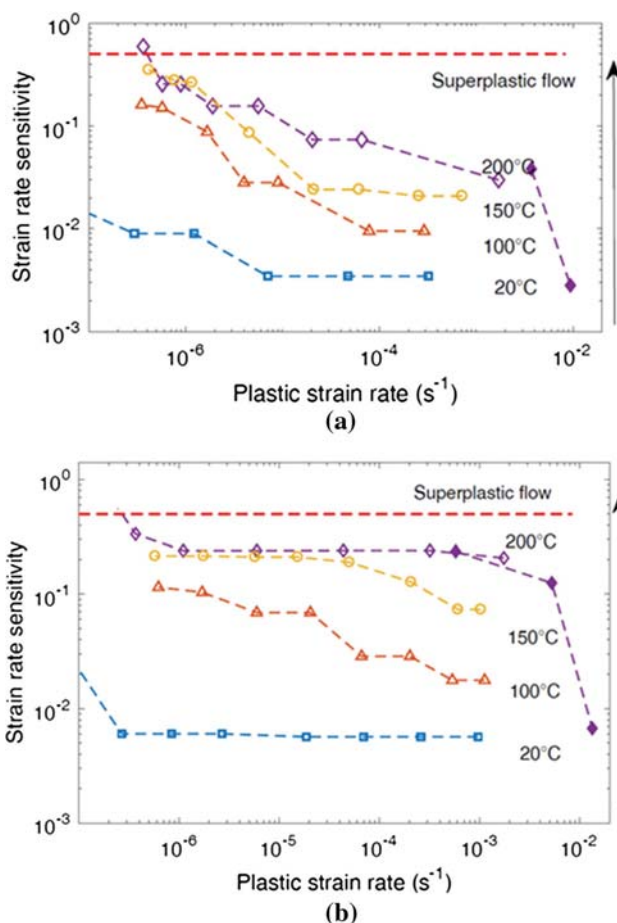 10⁰
10⁻¹
10⁻²
10⁻³
Strain rate sensitivity
Superplastic flow
200°C
150°C
100°C
20°C
10⁻⁶
10⁻⁴
10⁻²
Plastic strain rate (s⁻¹)
(a)
10⁰
10⁻¹
10⁻²
10⁻³
Strain rate sensitivity
Superplastic flow
200°C
150°C
100°C
20°C
10⁻⁶
10⁻⁵
10⁻⁴
10⁻³
10⁻²
Plastic strain rate (s⁻¹)
(b)